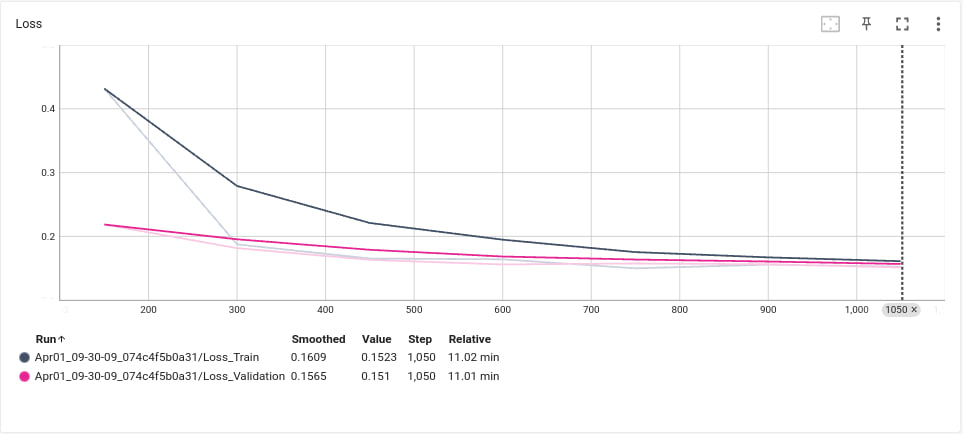 Loss
0.4
0.3
0.2
200 300 400 500 600 700 800 900 1,000 1050 ×
Run↑ Smoothed Value Step Relative
Apr01_09-30-09_074c4f5b0a31/Loss_Train 0.1609 0.1523 1,050 11.02 min
Apr01_09-30-09_074c4f5b0a31/Loss_Validation 0.1565 0.151 1,050 11.01 min